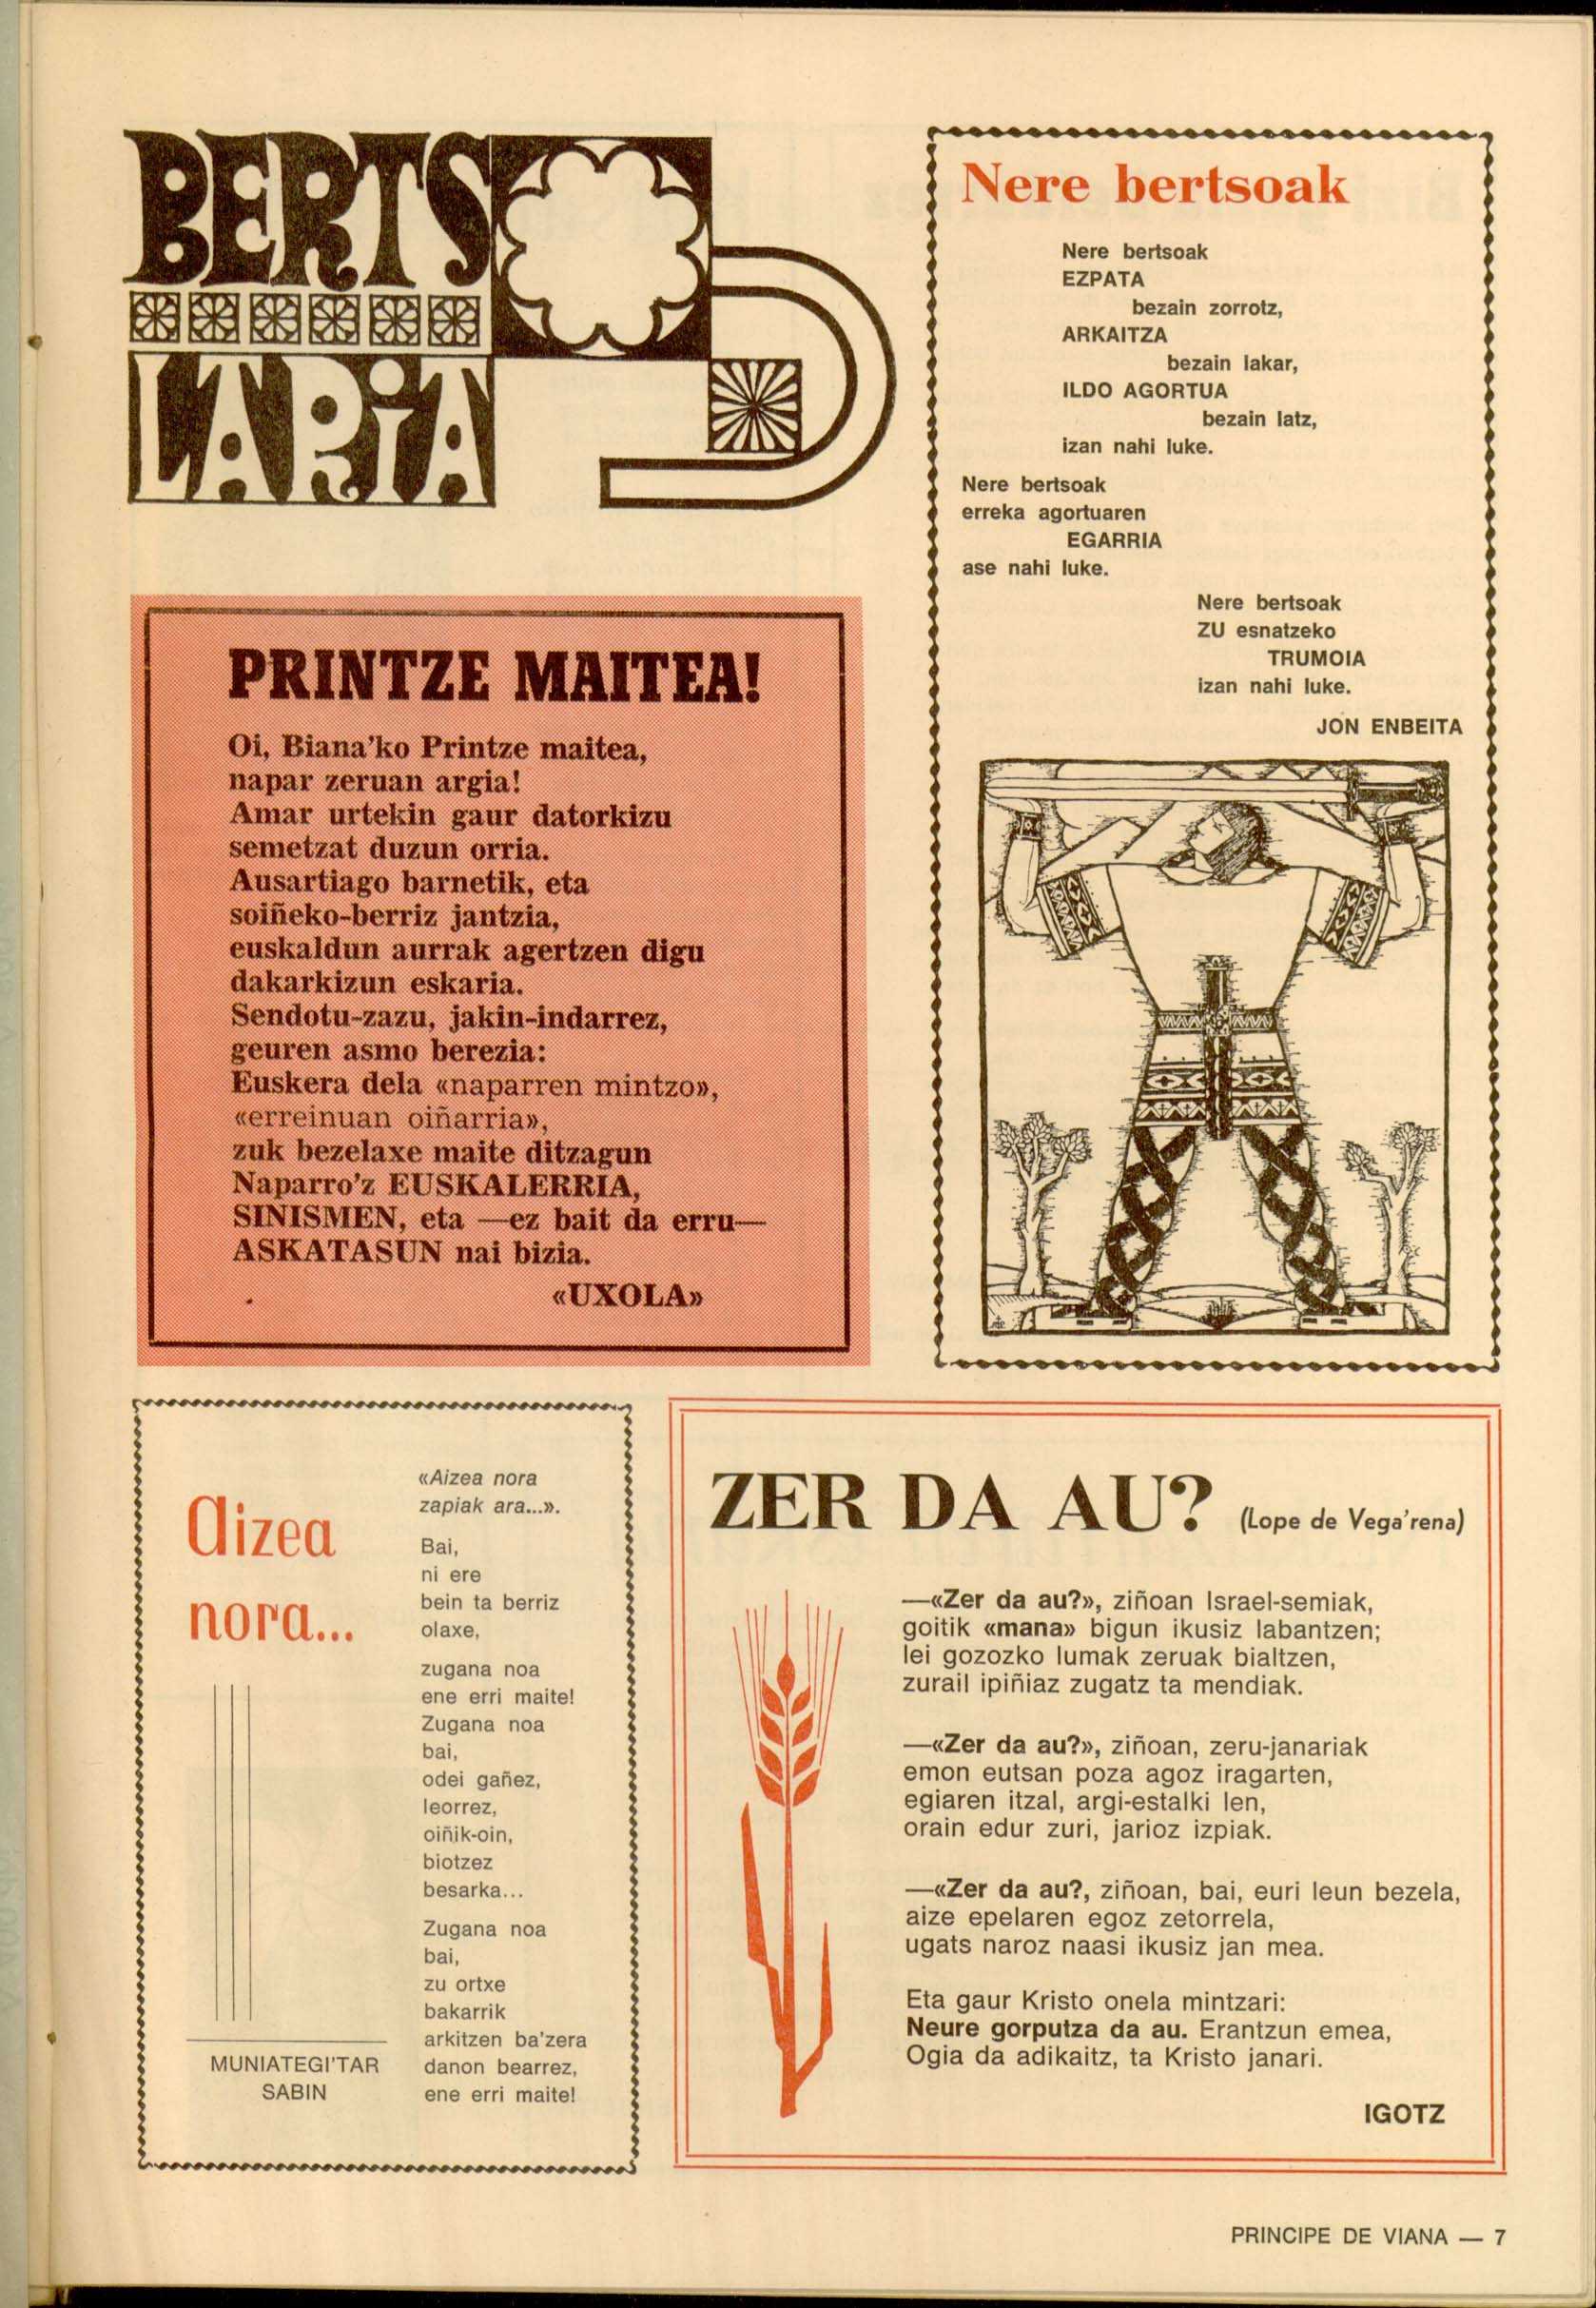 BERTSO
LARiA
Nere bertsoak
Nere bertsoak
EZPATA
bezain zorrotz,
ARKAITZA
bezain lakar,
ILDO AGORTUA
bezain latz,
izan nahi luke.
Nere bertsoak
erreka agortuaren
EGARRIA
ase nahi luke.
Nere bertsoak
ZU esnatzeko
TRUMOIA
izan nahi luke.
JON ENBEITA
PRINTZE MAITEA!
Oi, Biana'ko Printze maitea,
napar zeruan argia!
Amar urtekin gaur datorkizu
semetzat duzun orria.
Ausartiago barnetik, eta
soiñeko-berriz jantzia,
euskaldun aurrak agertzen digu
dakarkizun eskaria.
Sendotu-zazu, jakin-indarrez,
geuren asmo berezia:
Euskera dela «naparren mintzo»,
«erreinuan oiñarria»,
zuk bezelaxe maite ditzagun
Naparro'z EUSKALERRIA,
SINISMEN, eta —ez bait da erru—
ASKATASUN nai bizia.
«UXOLA»
Aizea
nora...
«Aizea nora
zapiak ara...».
Bai,
ni ere
bein ta berriz
olaxe,
zugana noa
ene erri maite!
Zugana noa
bai,
odei gañez,
leorrez,
oiñik-oin,
biotzez
besarka...
Zugana noa
bai,
zu ortxe
bakarrik
arkitzen ba'zera
danon bearrez,
ene erri maite!
MUNIATEGI'TAR
SABIN
ZER DA AU? (Lope de Vega'rena)
—«Zer da au?», ziñoan Israel-semiak,
goitik «mana» bigun ikusiz labantzen;
lei gozozko lumak zeruak bialtzen,
zurail ipiñiaz zugatz ta mendiak.
—«Zer da au?», ziñoan, zeru-janariak
emon eutsan poza agoz iragarten,
egiaren itzal, argi-estalki len,
orain edur zuri, jarioz izpiak.
—«Zer da au?, ziñoan, bai, euri leun bezela,
aize epelaren egoz zetorrela,
ugats naroz naasi ikusiz jan mea.
Eta gaur Kristo onela mintzari:
Neure gorputza da au. Erantzun emea,
Ogia da adikaitz, ta Kristo janari.
IGOTZ
PRINCIPE DE VIANA — 7